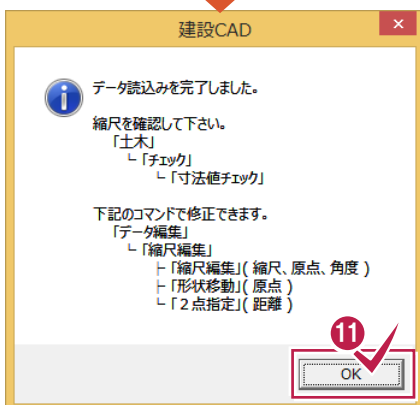 建設CAD
データ読込みを完了しました。
縮尺を確認して下さい。
「土木」
└「チェック」
└「寸法値チェック」
下記のコマンドで修正できます。
「データ編集」
└「縮尺編集」
├「縮尺編集」( 縮尺、原点、角度 )
├「形状移動」( 原点 )
└「２点指定」( 距離 )
11
OK